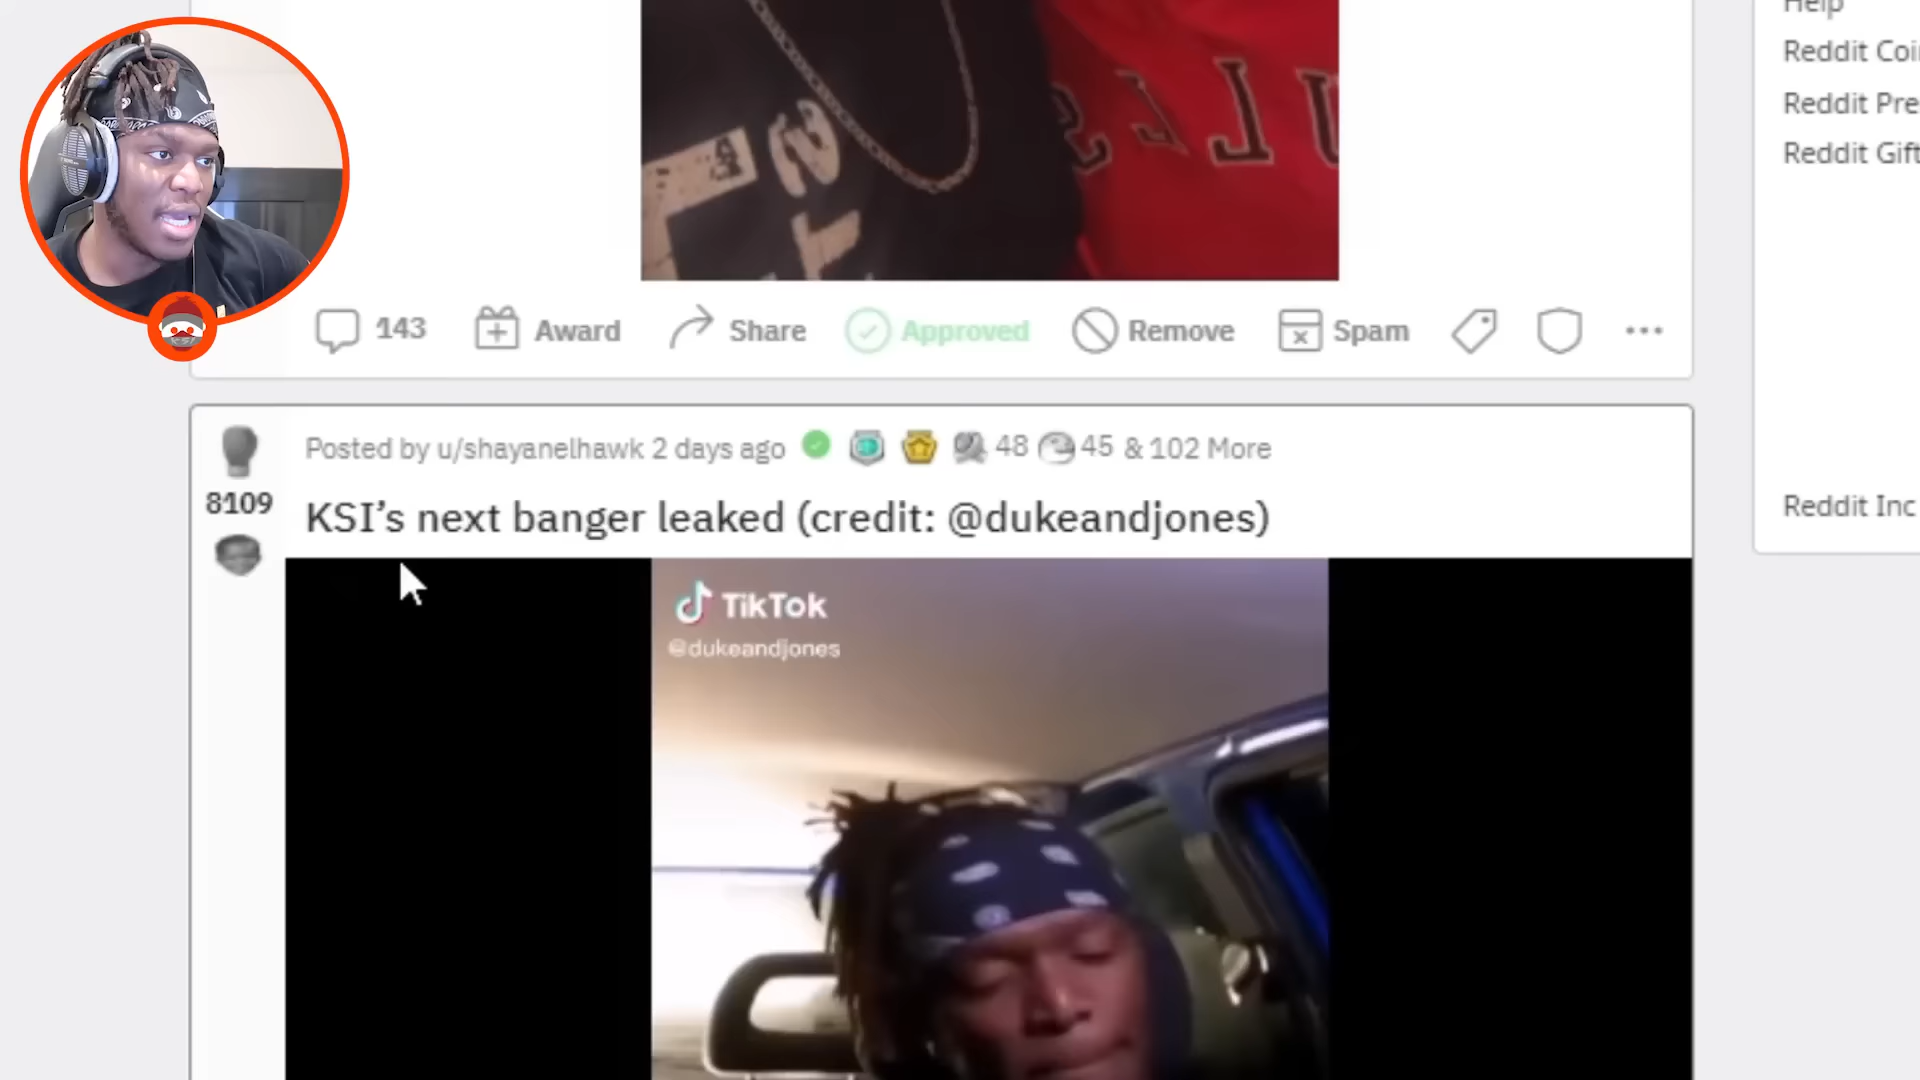 Help
Reddit Coi
Reddit Pre
Reddit Gift
143 Award Share Approved Remove Spam
Posted by u/shayanelhawk 2 days ago 48 45 & 102 More
8109
KSI’s next banger leaked (credit: @dukeandjones)
Reddit Inc
TikTok
@dukeandjones